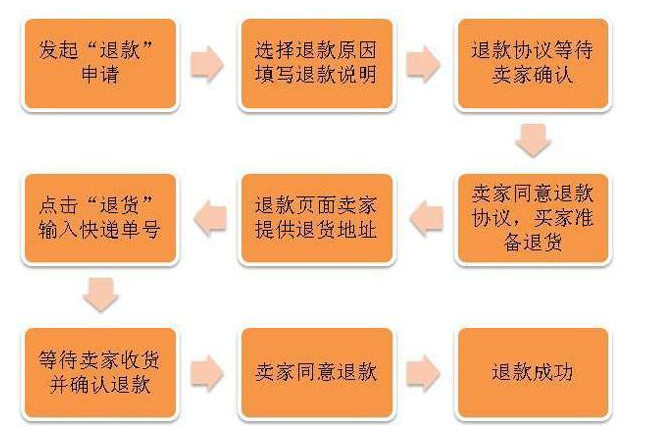 发起“退款”
申请
选择退款原因
填写退款说明
退款协议等待
卖家确认
卖家同意退款
协议，买家准
备退货
退款页面卖家
提供退货地址
点击“退货”
输入快递单号
等待卖家收货
并确认退款
卖家同意退款
退款成功